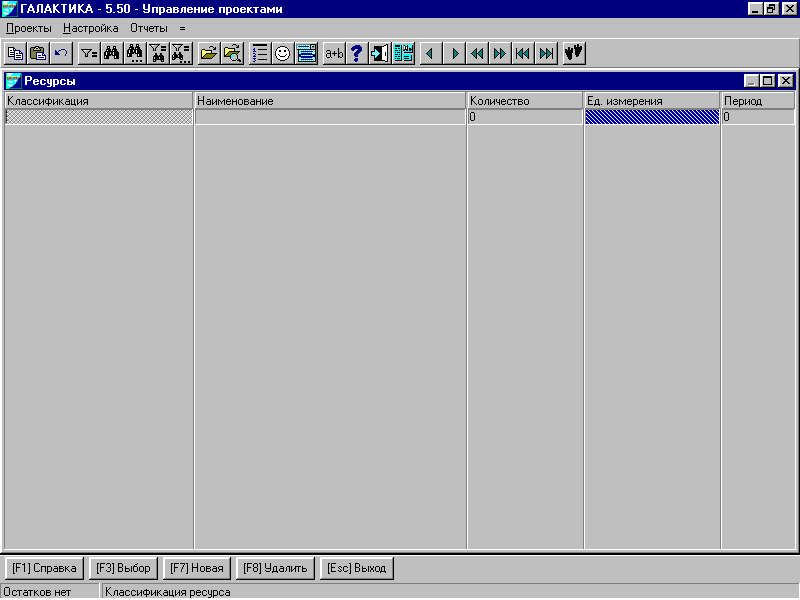 ГАЛАКТИКА - 5.50 - Управление проектами
Проекты Настройка Отчеты =
a+b ?
Ресурсы
Классификация Наименование Количество Ед. измерения Период
0 0
[F1] Справка [F3] Выбор [F7] Новая [F8] Удалить [Esc] Выход
Остатков нет Классификация ресурса